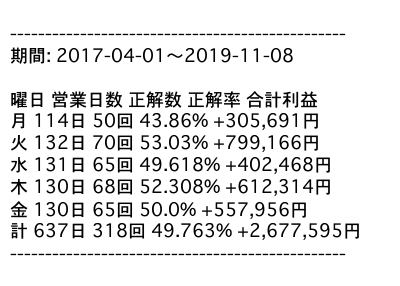 ------------------------------------------------
期間: 2017-04-01〜2019-11-08
曜日 営業日数 正解数 正解率 合計利益
月 114日 50回 43.86% +305,691円
火 132日 70回 53.03% +799,166円
水 131日 65回 49.618% +402,468円
木 130日 68回 52.308% +612,314円
金 130日 65回 50.0% +557,956円
計 637日 318回 49.763% +2,677,595円
------------------------------------------------